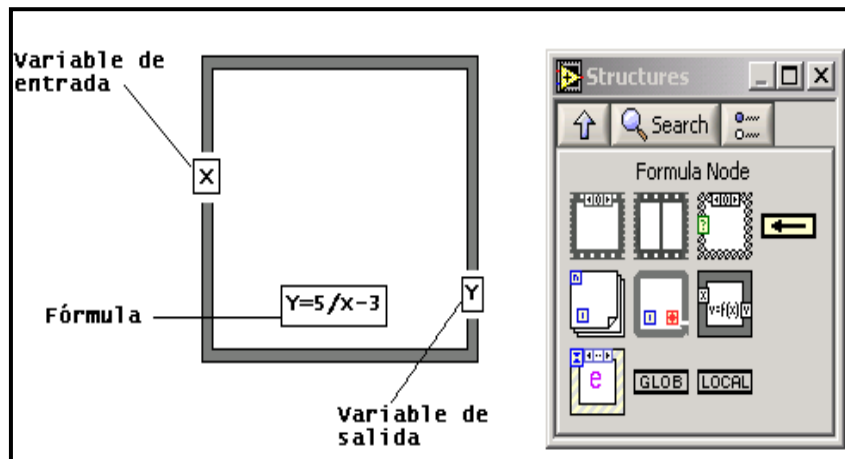 Variable de
entrada
X
Fórmula
Y=5/x-3
Y
Variable de
salida
Structures
Search
Formula Node
?
n
i
i
X
y=f(x)
y
e
GLOB
LOCAL